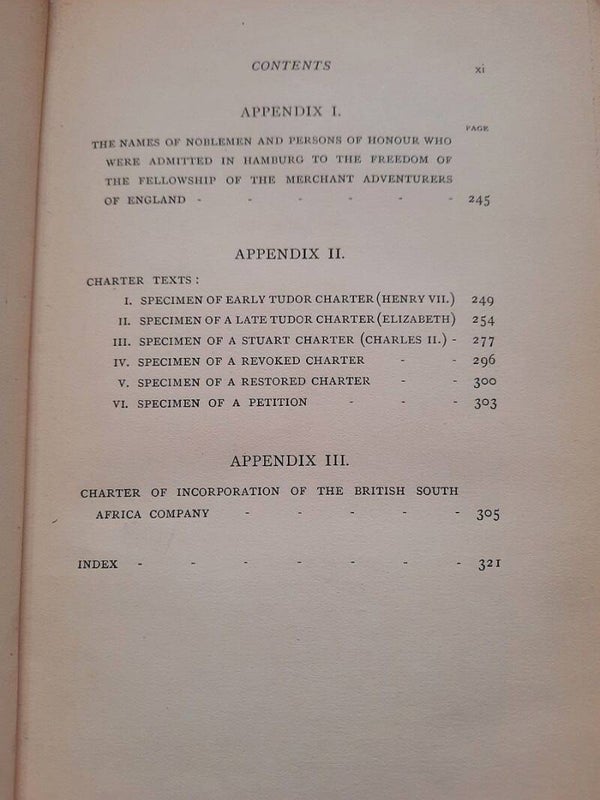 CONTENTS xi
APPENDIX I.
PAGE
THE NAMES OF NOBLEMEN AND PERSONS OF HONOUR WHO
WERE ADMITTED IN HAMBURG TO THE FREEDOM OF
THE FELLOWSHIP OF THE MERCHANT ADVENTURERS
OF ENGLAND - - - - - - 245
APPENDIX II.
CHARTER TEXTS :
I. SPECIMEN OF EARLY TUDOR CHARTER (HENRY VII.) 249
II. SPECIMEN OF A LATE TUDOR CHARTER (ELIZABETH) 254
III. SPECIMEN OF A STUART CHARTER (CHARLES II.) - 277
IV. SPECIMEN OF A REVOKED CHARTER - - 296
V. SPECIMEN OF A RESTORED CHARTER - - 300
VI. SPECIMEN OF A PETITION - - - 303
APPENDIX III.
CHARTER OF INCORPORATION OF THE BRITISH SOUTH
AFRICA COMPANY - - - - - 305
INDEX - - - - - - - 321